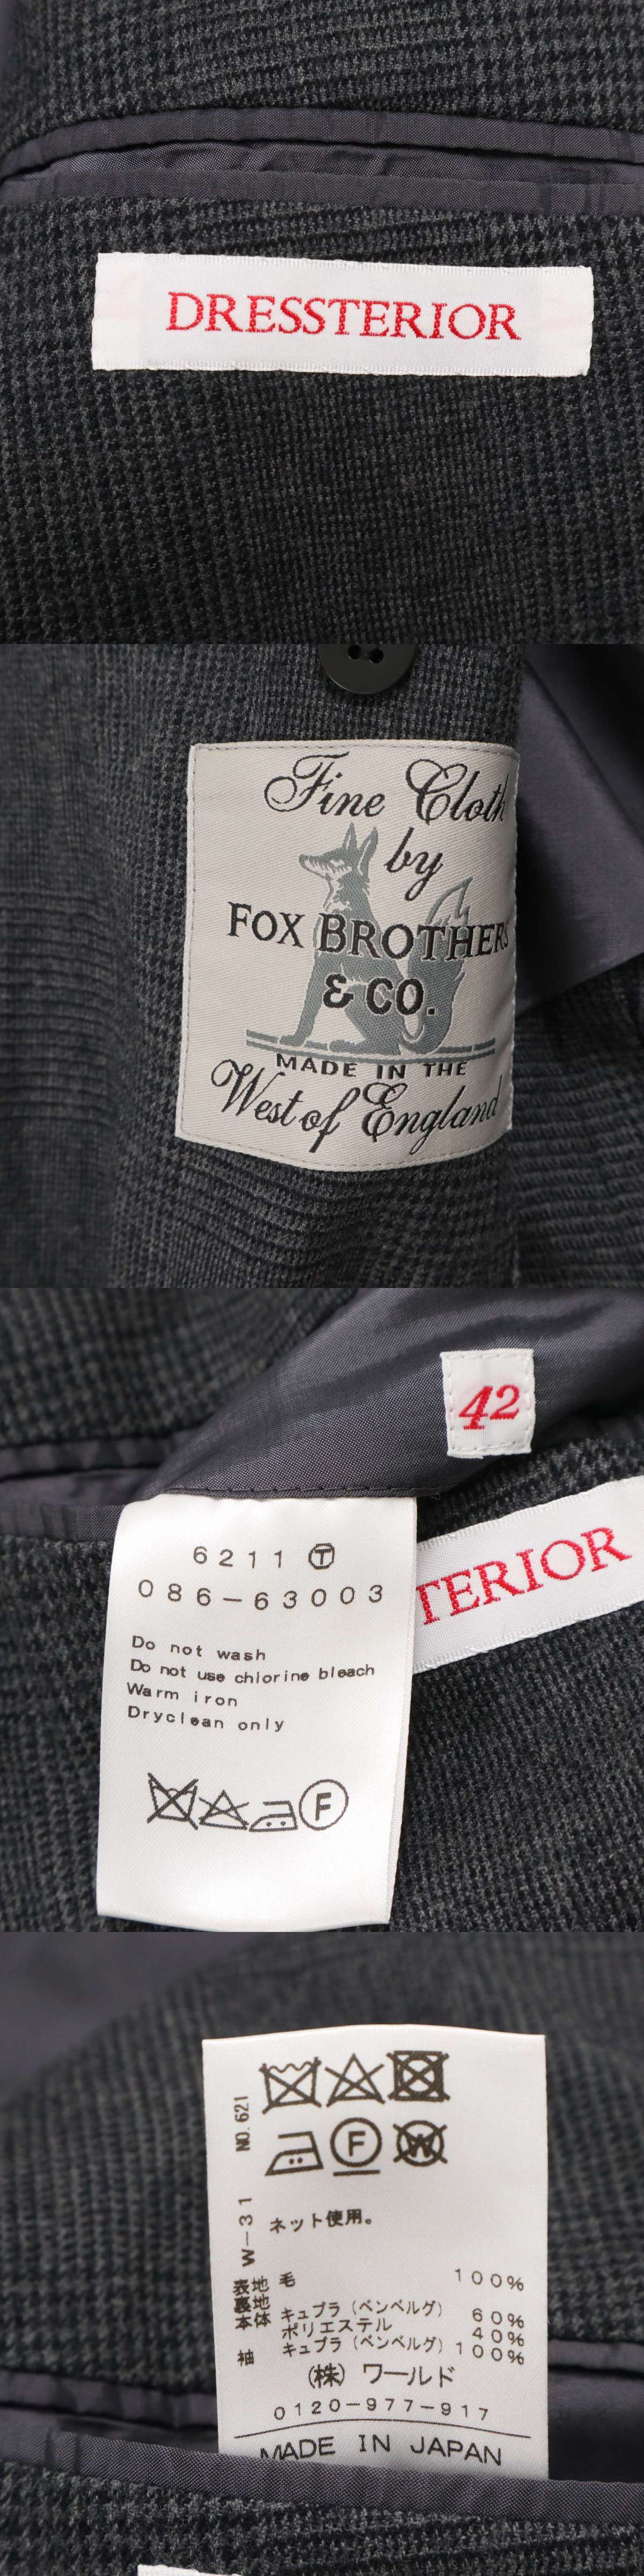 DRESSTERIOR
Fine Cloth
by
FOX BROTHERS
& CO.
MADE IN THE
West of England
42
TERIOR
6211 Ⓣ
086-63003
Do not wash
Do not use chlorine bleach
Warm iron
Dryclean only
F
F W
NO.621
W-31
ネット使用。
表地 毛 100%
裏地
本体 キュプラ(ベンベルグ) 60%
ポリエステル 40%
袖 キュプラ(ベンベルグ) 100%
(株) ワールド
0120-977-917
MADE IN JAPAN